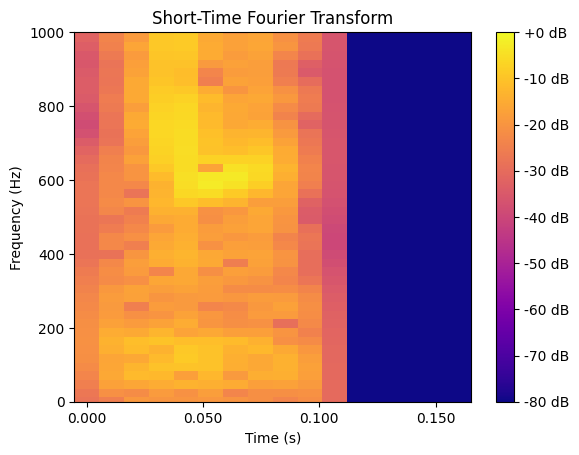 Short-Time Fourier Transform
1000
800
600
400
200
0
Frequency (Hz)
0.000
0.050
0.100
0.150
Time (s)
+0 dB
-10 dB
-20 dB
-30 dB
-40 dB
-50 dB
-60 dB
-70 dB
-80 dB